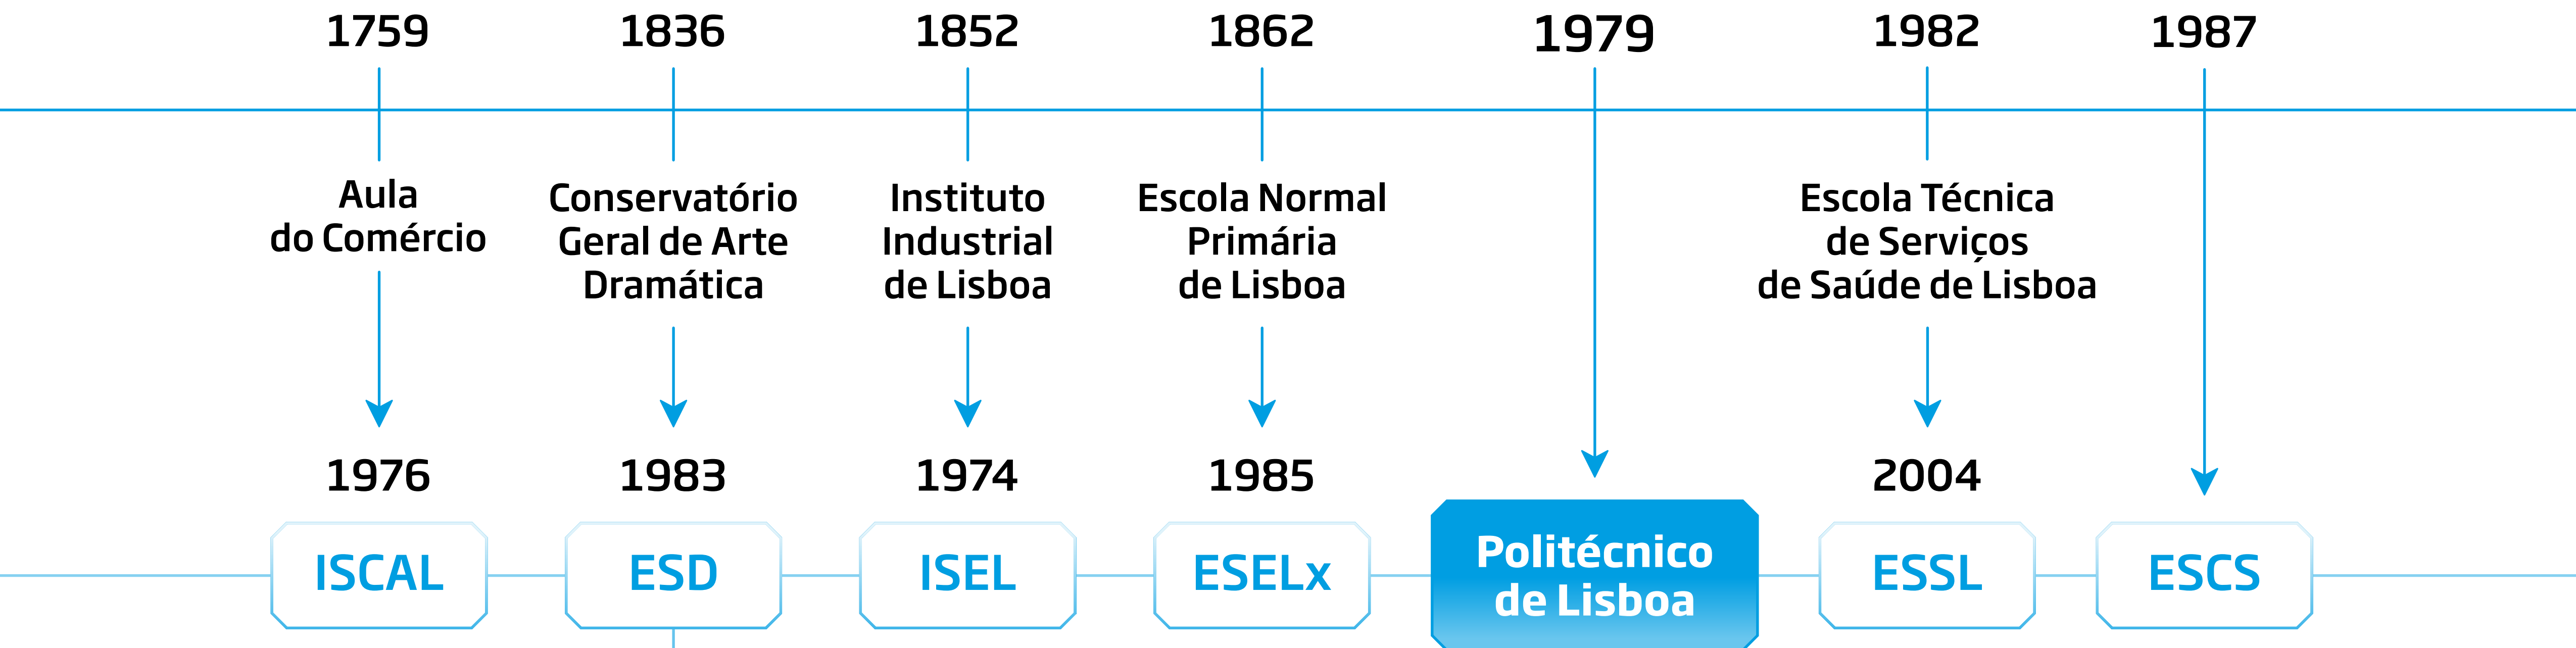 1759
1836
1852
1862
1979
1982
1987
Aula
do Comércio
Conservatório
Geral de Arte
Dramática
Instituto
Industrial
de Lisboa
Escola Normal
Primária
de Lisboa
Escola Técnica
de Serviços
de Saúde de Lisboa
1976
1983
1974
1985
2004
ISCAL
ESD
ISEL
ESELx
Politécnico
de Lisboa
ESSL
ESCS